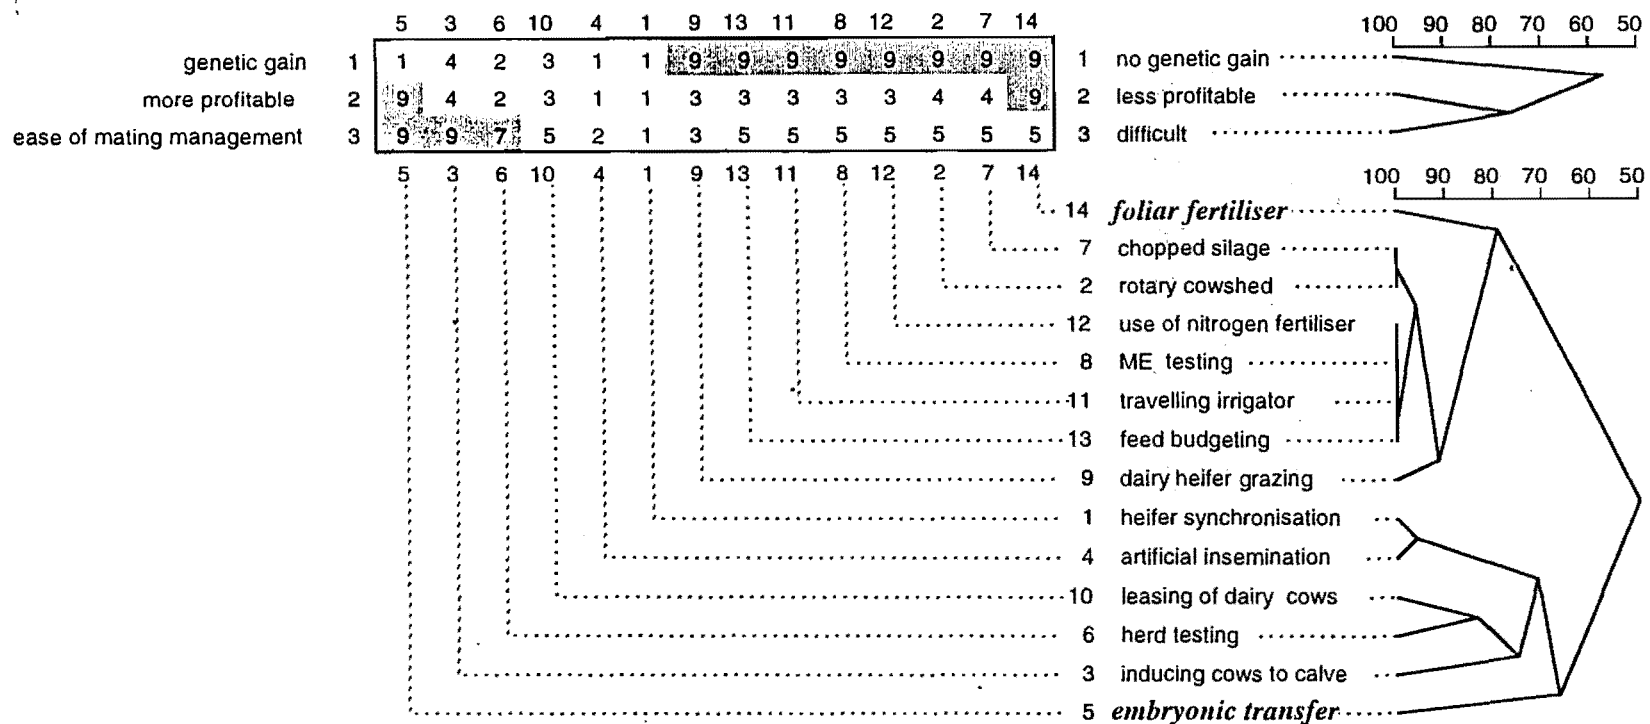 5 3 6 10 4 1 9 13 11 8 12 2 7 14 100 90 80 70 60 50
genetic gain 1 1 4 2 3 1 1 9 9 9 9 9 9 9 9 1 no genetic gain
more profitable 2 9 4 2 3 1 1 3 3 3 3 3 4 4 9 2 less profitable
ease of mating management 3 9 9 7 5 2 1 3 5 5 5 5 5 5 5 3 difficult
5 3 6 10 4 1 9 13 11 8 12 2 7 14 100 90 80 70 60 50
14 foliar fertiliser
7 chopped silage
2 rotary cowshed
12 use of nitrogen fertiliser
8 ME testing
11 travelling irrigator
13 feed budgeting
9 dairy heifer grazing
1 heifer synchronisation
4 artificial insemination
10 leasing of dairy cows
6 herd testing
3 inducing cows to calve
5 embryonic transfer